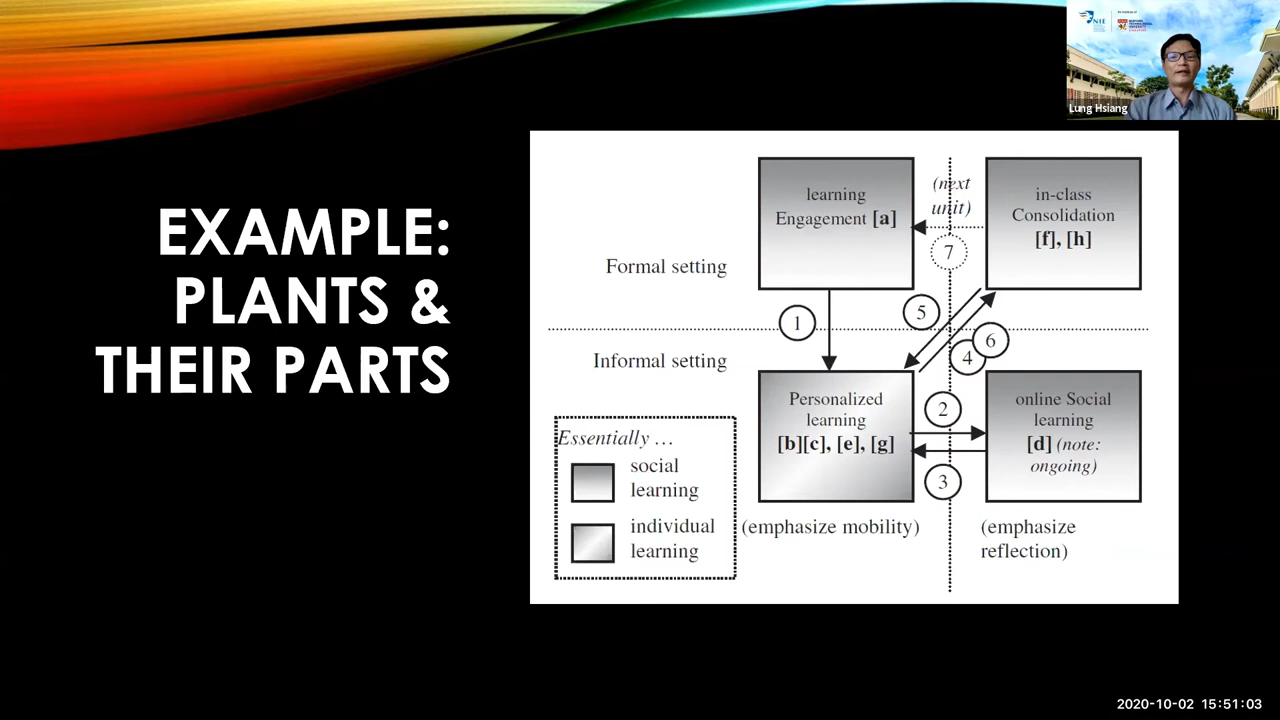 EXAMPLE:
PLANTS &
THEIR PARTS
learning
Engagement [a]
(next
unit)
in-class
Consolidation
[f], [h]
7
Formal setting
1
5
6
4
Informal setting
Personalized
learning
[b][c], [e], [g]
2
online Social
learning
[d] (note:
ongoing)
3
Essentially …
social
learning
individual
learning
(emphasize mobility)
(emphasize
reflection)
NIE
Lung Hsiang
2020-10-02 15:51:03